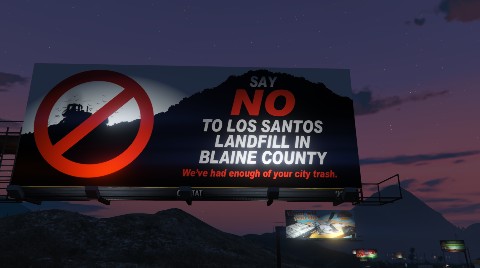 SAY
NO
TO LOS SANTOS
LANDFILL IN
BLAINE COUNTY
We've had enough of your city trash.